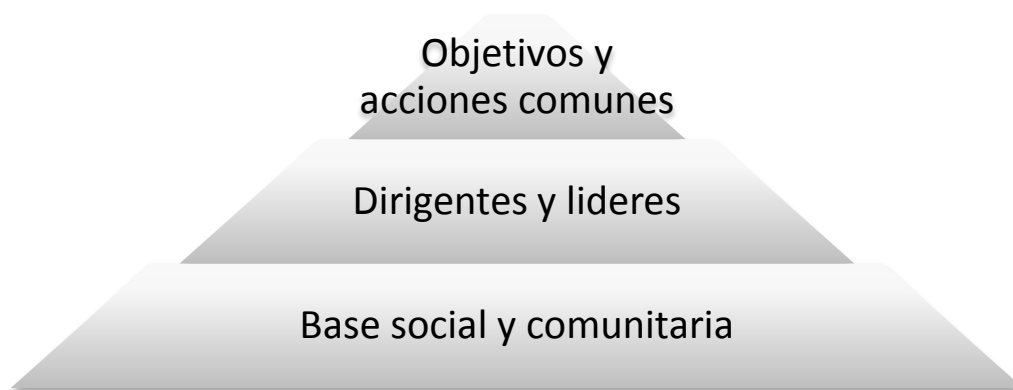 Objetivos y
acciones comunes
Dirigentes y lideres
Base social y comunitaria